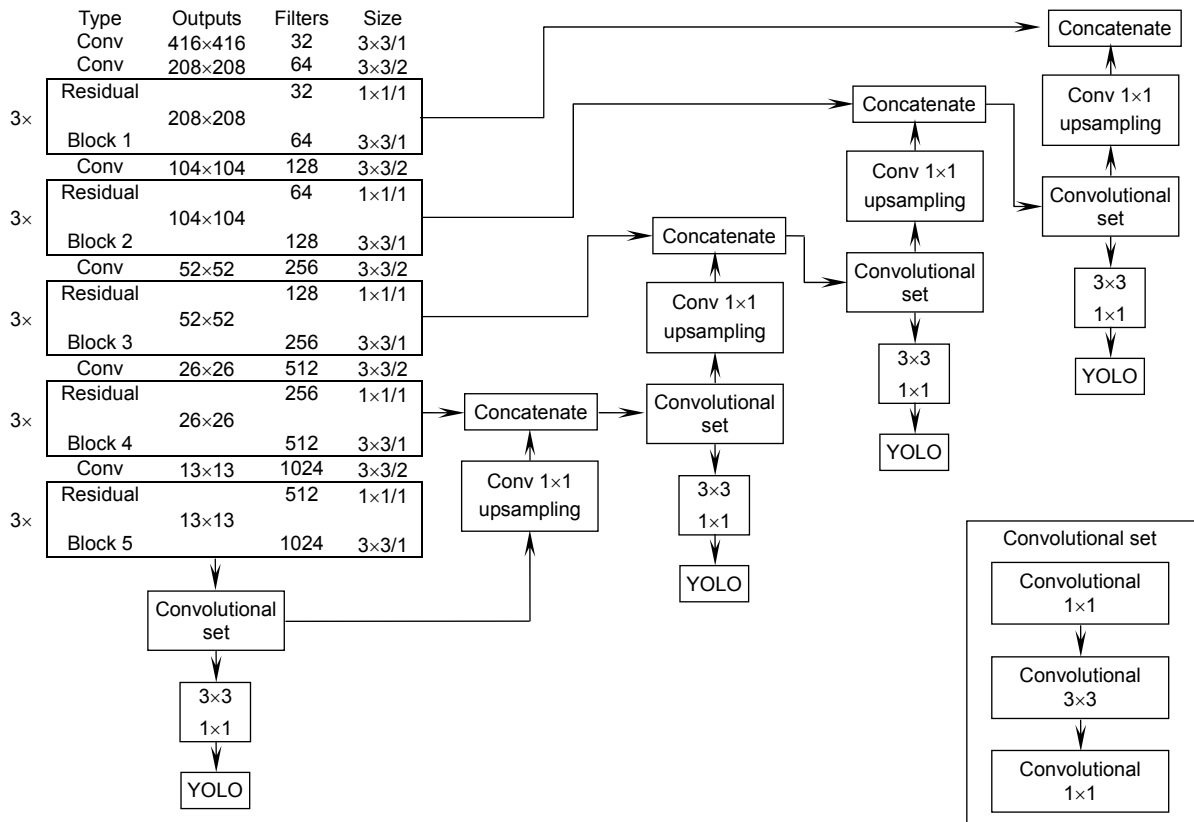 Type Outputs Filters Size
Conv 416×416 32 3×3/1
Conv 208×208 64 3×3/2
Residual 32 1×1/1
3× 208×208
Block 1 64 3×3/1
Conv 104×104 128 3×3/2
Residual 64 1×1/1
3× 104×104
Block 2 128 3×3/1
Conv 52×52 256 3×3/2
Residual 128 1×1/1
3× 52×52
Block 3 256 3×3/1
Conv 26×26 512 3×3/2
Residual 256 1×1/1
3× 26×26
Block 4 512 3×3/1
Conv 13×13 1024 3×3/2
Residual 512 1×1/1
3× 13×13
Block 5 1024 3×3/1
Convolutional
set
3×3
1×1
YOLO
Concatenate
Conv 1×1
upsampling
Concatenate
Conv 1×1
upsampling
Convolutional
set
3×3
1×1
YOLO
Concatenate
Conv 1×1
upsampling
Convolutional
set
3×3
1×1
YOLO
Concatenate
Conv 1×1
upsampling
Convolutional
set
3×3
1×1
YOLO
Convolutional set
Convolutional
1×1
Convolutional
3×3
Convolutional
1×1